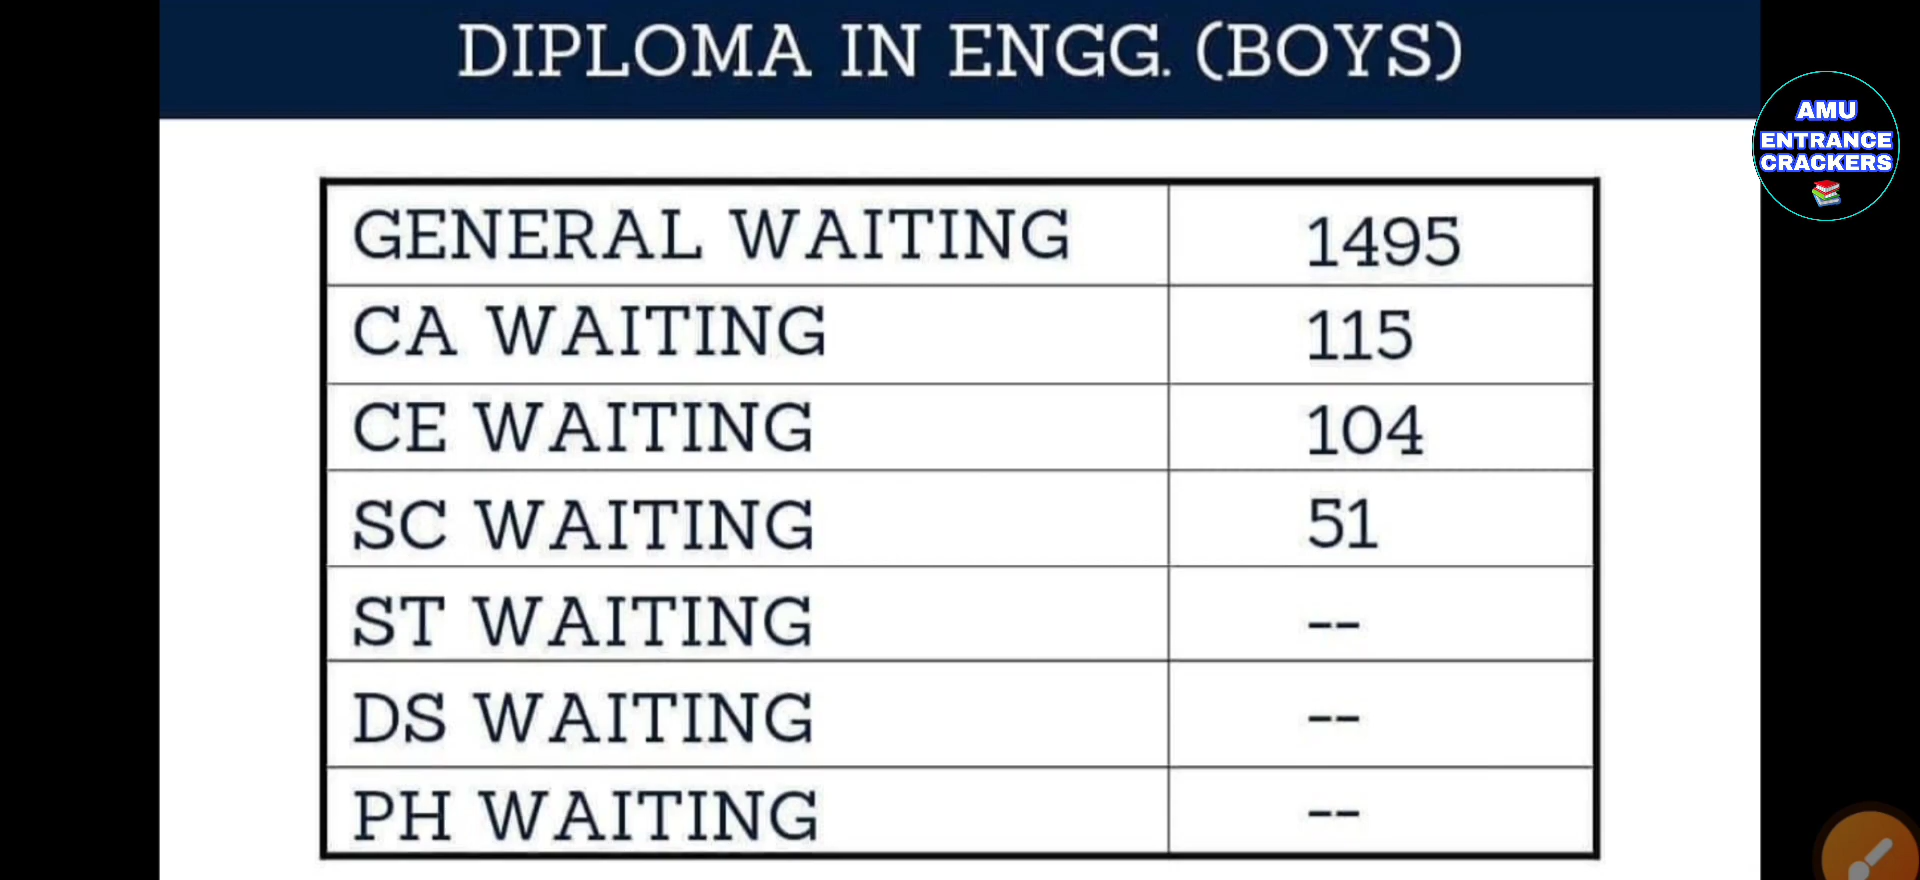 DIPLOMA IN ENGG. (BOYS)
AMU
ENTRANCE
CRACKERS
GENERAL WAITING 1495
CA WAITING 115
CE WAITING 104
SC WAITING 51
ST WAITING --
DS WAITING --
PH WAITING --